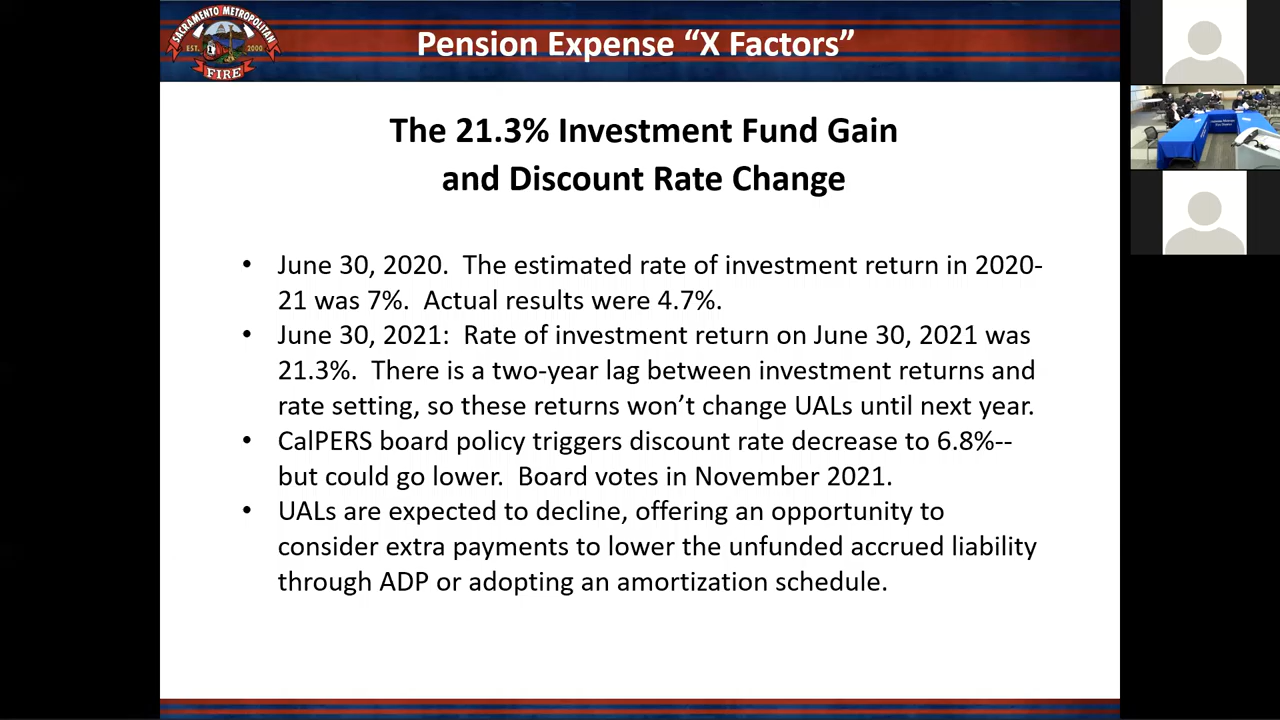 SACRAMENTO METROPOLITAN
EST. 2000
FIRE
Pension Expense “X Factors”
The 21.3% Investment Fund Gain
and Discount Rate Change
• June 30, 2020.  The estimated rate of investment return in 2020-
21 was 7%.  Actual results were 4.7%.
• June 30, 2021:  Rate of investment return on June 30, 2021 was
21.3%.  There is a two-year lag between investment returns and
rate setting, so these returns won’t change UALs until next year.
• CalPERS board policy triggers discount rate decrease to 6.8%--
but could go lower.  Board votes in November 2021.
• UALs are expected to decline, offering an opportunity to
consider extra payments to lower the unfunded accrued liability
through ADP or adopting an amortization schedule.